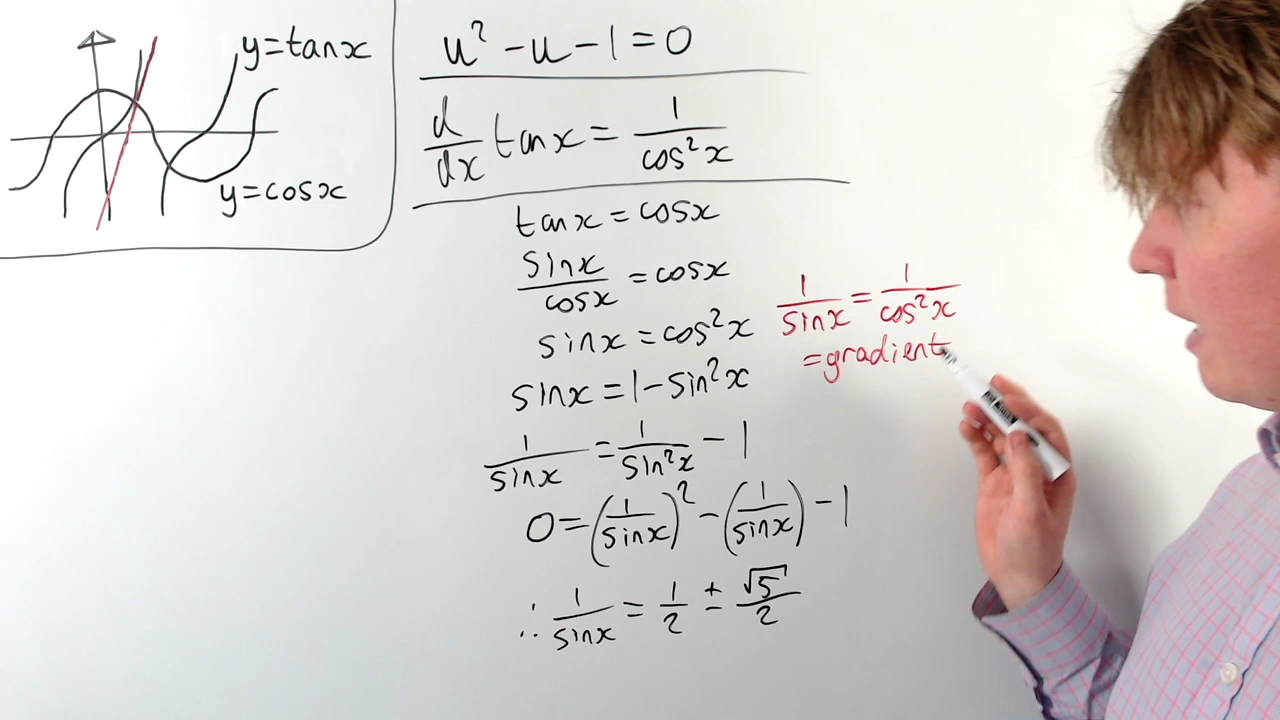 y=tanx
y=cosx
u² -u -1 = 0
d/dx tanx = 1/cos²x
tanx = cosx
sinx/cosx = cosx
sinx = cos²x
sinx = 1-sin²x
1/sinx = 1/sin²x - 1
0 = (1/sinx)² - (1/sinx) - 1
∴ 1/sinx = 1/2 ± √5/2
1/sinx = 1/cos²x
=gradient